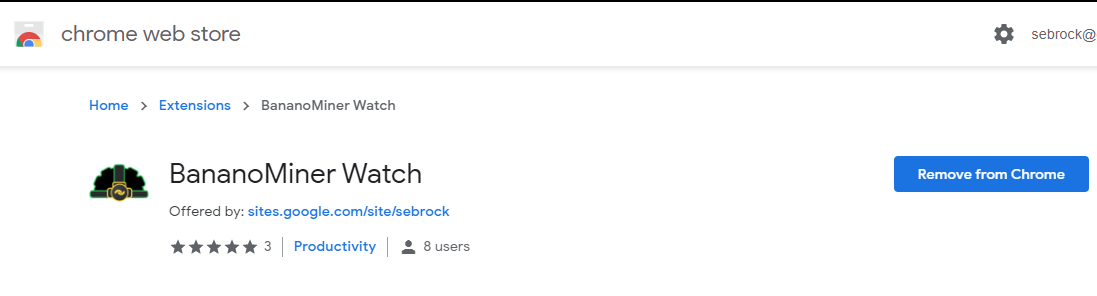 chrome web store
sebrock@
Home > Extensions > BananoMiner Watch
BananoMiner Watch
Remove from Chrome
Offered by: sites.google.com/site/sebrock
3 Productivity 8 users